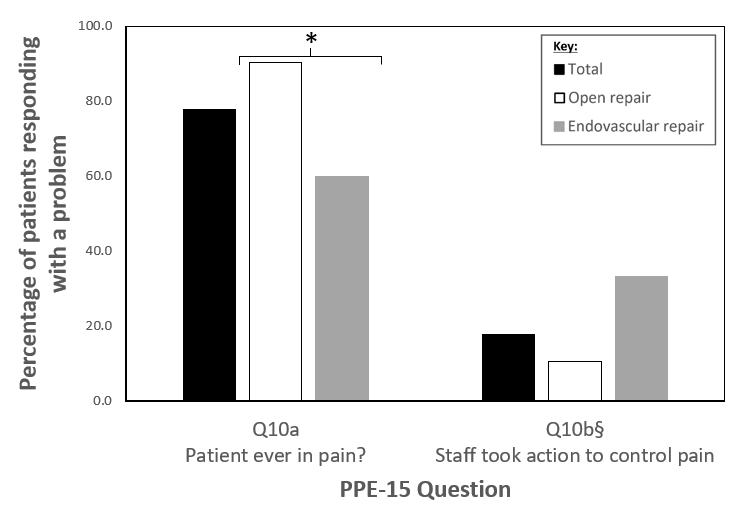 Percentage of patients responding
with a problem
100.0
80.0
60.0
40.0
20.0
0.0
*
Key:
Total
Open repair
Endovascular repair
Q10a
Patient ever in pain?
Q10b§
Staff took action to control pain
PPE-15 Question